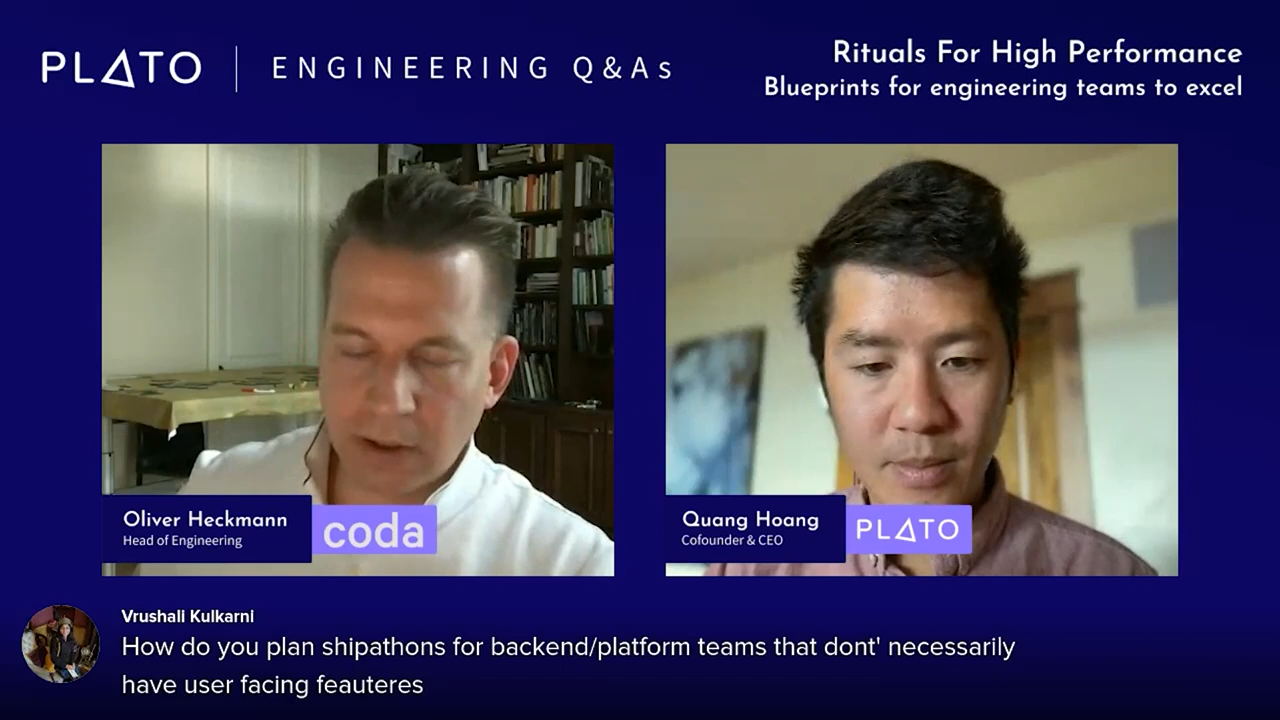 PLATO
ENGINEERING Q&As
Rituals For High Performance
Blueprints for engineering teams to excel
Oliver Heckmann
Head of Engineering
coda
Quang Hoang
Cofounder & CEO
PLATO
Vrushali Kulkarni
How do you plan shipathons for backend/platform teams that dont' necessarily
have user facing feauteres